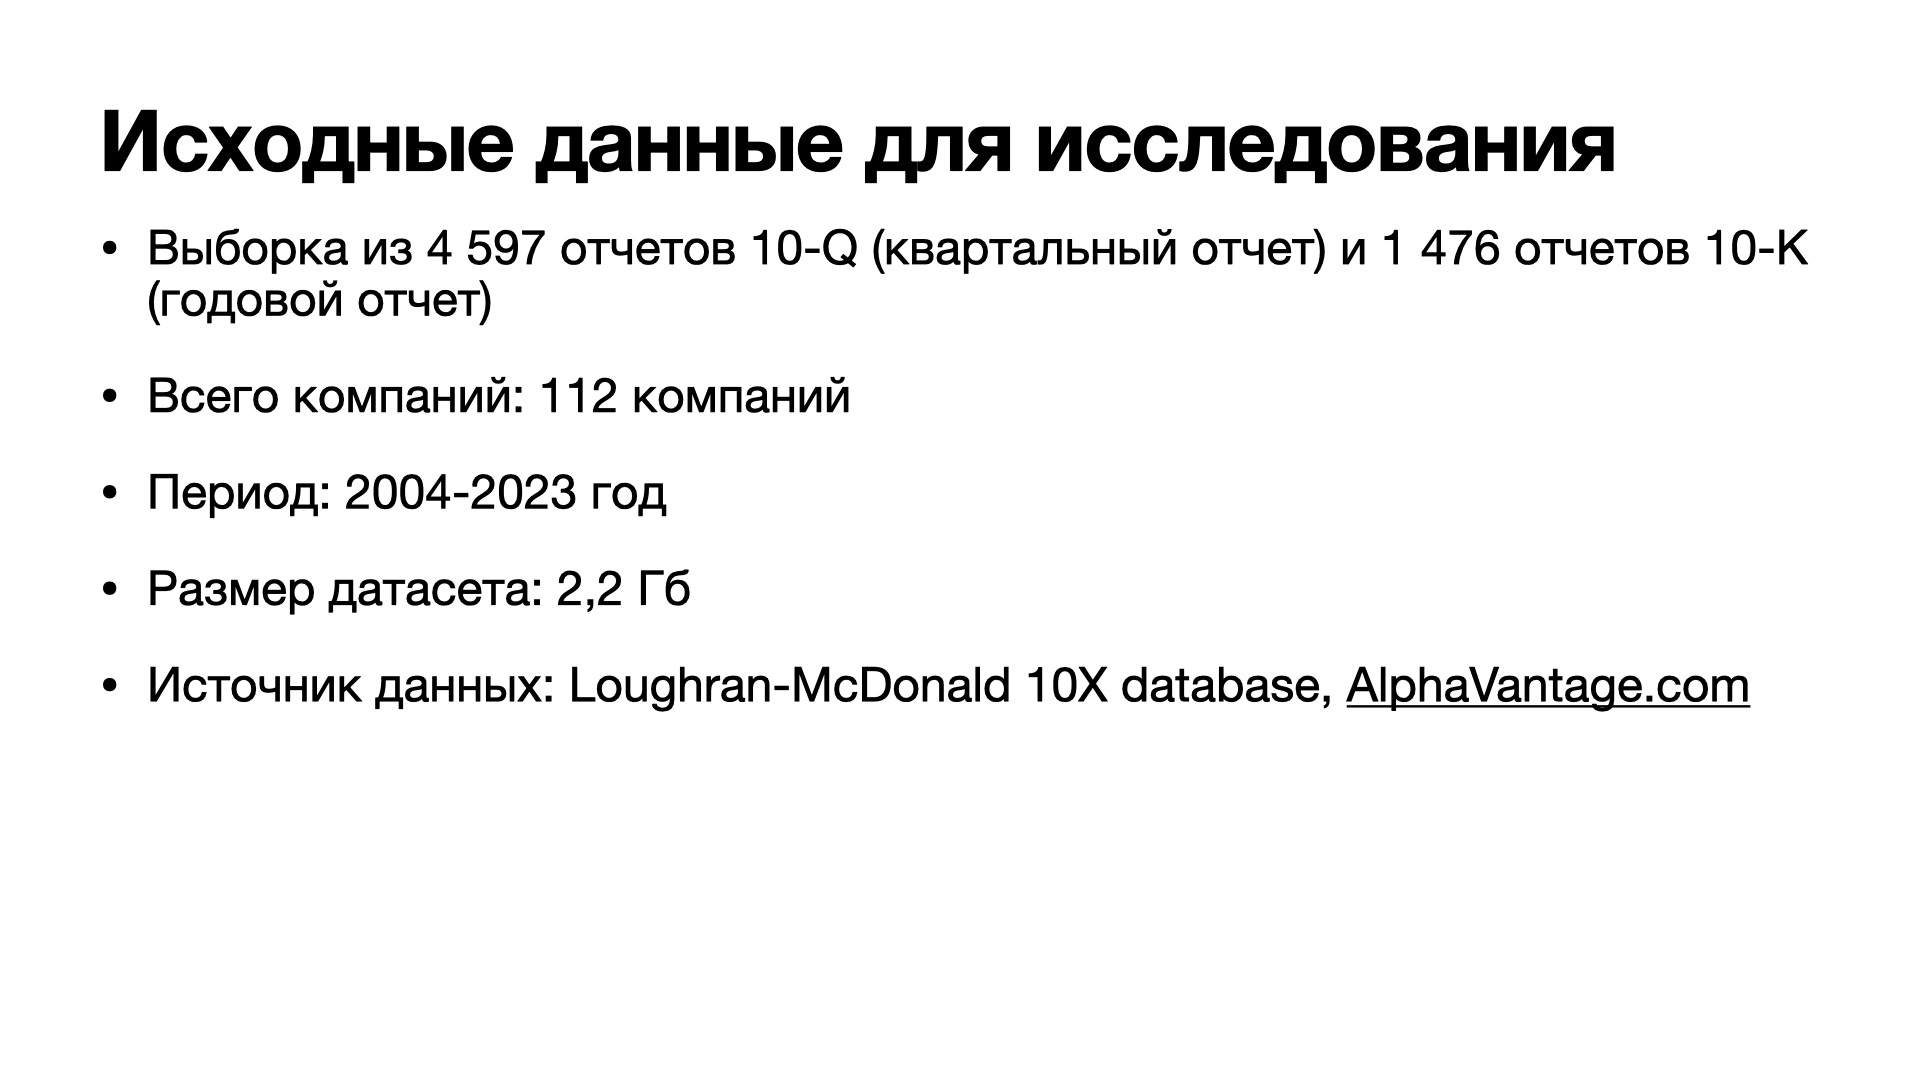 Исходные данные для исследования
• Выборка из 4 597 отчетов 10-Q (квартальный отчет) и 1 476 отчетов 10-K
(годовой отчет)
• Всего компаний: 112 компаний
• Период: 2004-2023 год
• Размер датасета: 2,2 Гб
• Источник данных: Loughran-McDonald 10X database, AlphaVantage.com